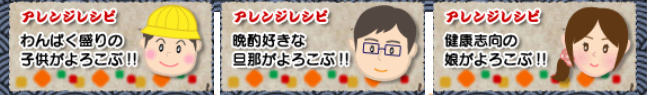 アレンジレシピ
わんぱく盛りの
子供がよろこぶ!!
アレンジレシピ
晩酌好きな
旦那がよろこぶ!!
アレンジレシピ
健康志向の
娘がよろこぶ!!